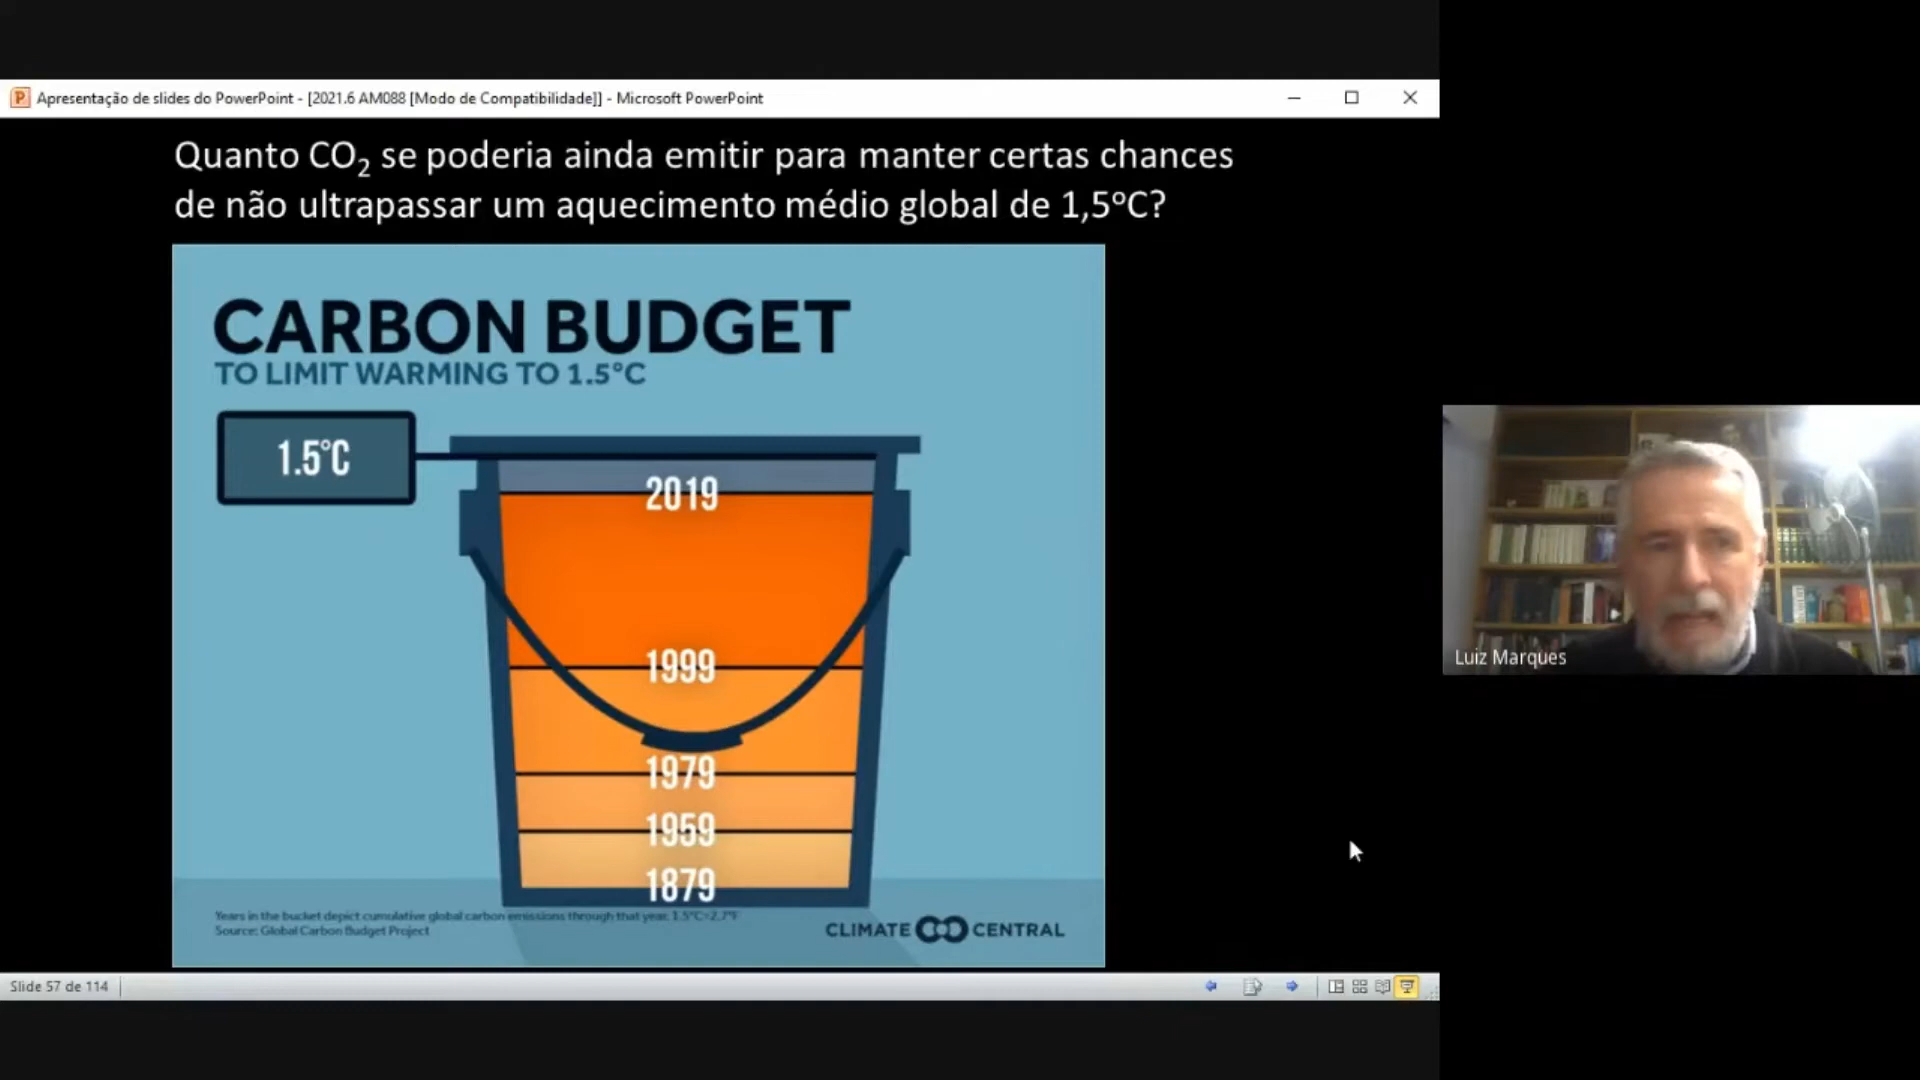 Apresentação de slides do PowerPoint - [2021.6 AM088 [Modo de Compatibilidade]] - Microsoft PowerPoint
Quanto CO₂ se poderia ainda emitir para manter certas chances
de não ultrapassar um aquecimento médio global de 1,5ºC?
CARBON BUDGET
TO LIMIT WARMING TO 1.5°C
1.5°C
2019
1999
1979
1959
1879
Years in the bucket depict cumulative global carbon emissions through that year. 1.5°C=2.7°F
Source: Global Carbon Budget Project
CLIMATE CENTRAL
Luiz Marques
Slide 57 de 114